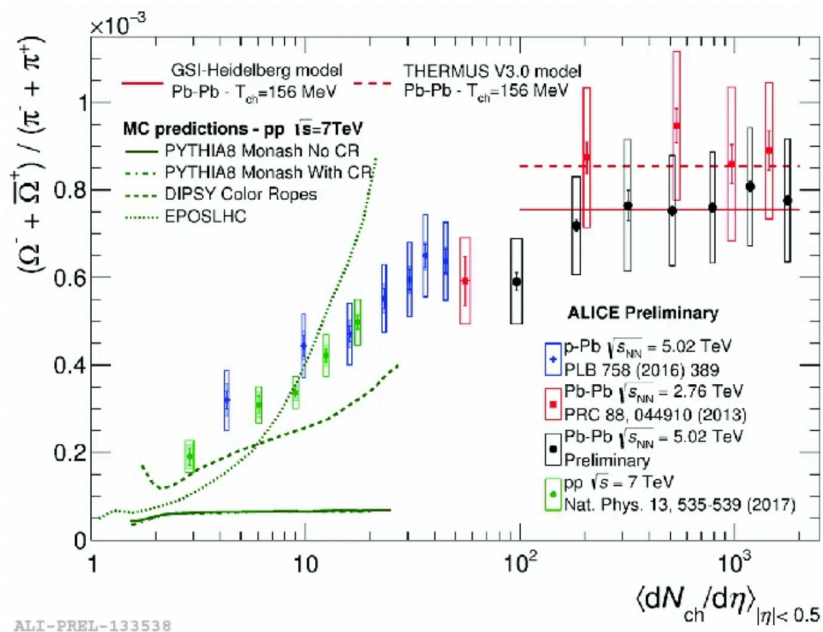 ×10⁻³
(Ω⁻ + Ω̅⁺) / (π⁻ + π⁺)
1
0.8
0.6
0.4
0.2
0
GSI-Heidelberg model
Pb-Pb - T_ch=156 MeV
THERMUS V3.0 model
Pb-Pb - T_ch=156 MeV
MC predictions - pp √s=7TeV
PYTHIA8 Monash No CR
PYTHIA8 Monash With CR
DIPSY Color Ropes
EPOSLHC
ALICE Preliminary
p-Pb √s_NN = 5.02 TeV
PLB 758 (2016) 389
Pb-Pb √s_NN = 2.76 TeV
PRC 88, 044910 (2013)
Pb-Pb √s_NN = 5.02 TeV
Preliminary
pp √s = 7 TeV
Nat. Phys. 13, 535-539 (2017)
1 10 10² 10³
⟨dN_ch/dη⟩_|η|< 0.5
ALI-PREL-133538